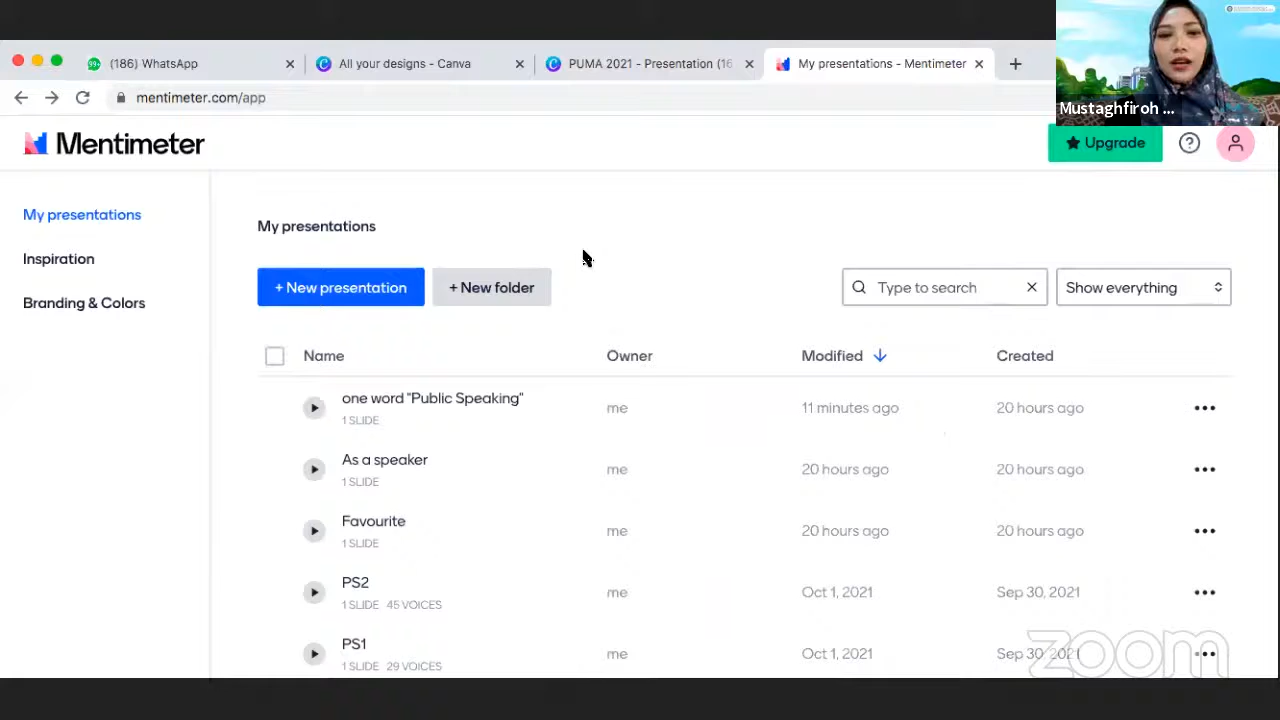 (186) WhatsApp
All your designs - Canva
PUMA 2021 - Presentation (16
My presentations - Mentimeter
mentimeter.com/app
Mustaghfiroh ...
Mentimeter
Upgrade
My presentations
Inspiration
Branding & Colors
My presentations
+ New presentation
+ New folder
Type to search
Show everything
Name Owner Modified Created
one word "Public Speaking" me 11 minutes ago 20 hours ago
1 SLIDE
As a speaker me 20 hours ago 20 hours ago
1 SLIDE
Favourite me 20 hours ago 20 hours ago
1 SLIDE
PS2 me Oct 1, 2021 Sep 30, 2021
1 SLIDE 45 VOICES
PS1 me Oct 1, 2021 Sep 30, 2021
1 SLIDE 29 VOICES
zoom